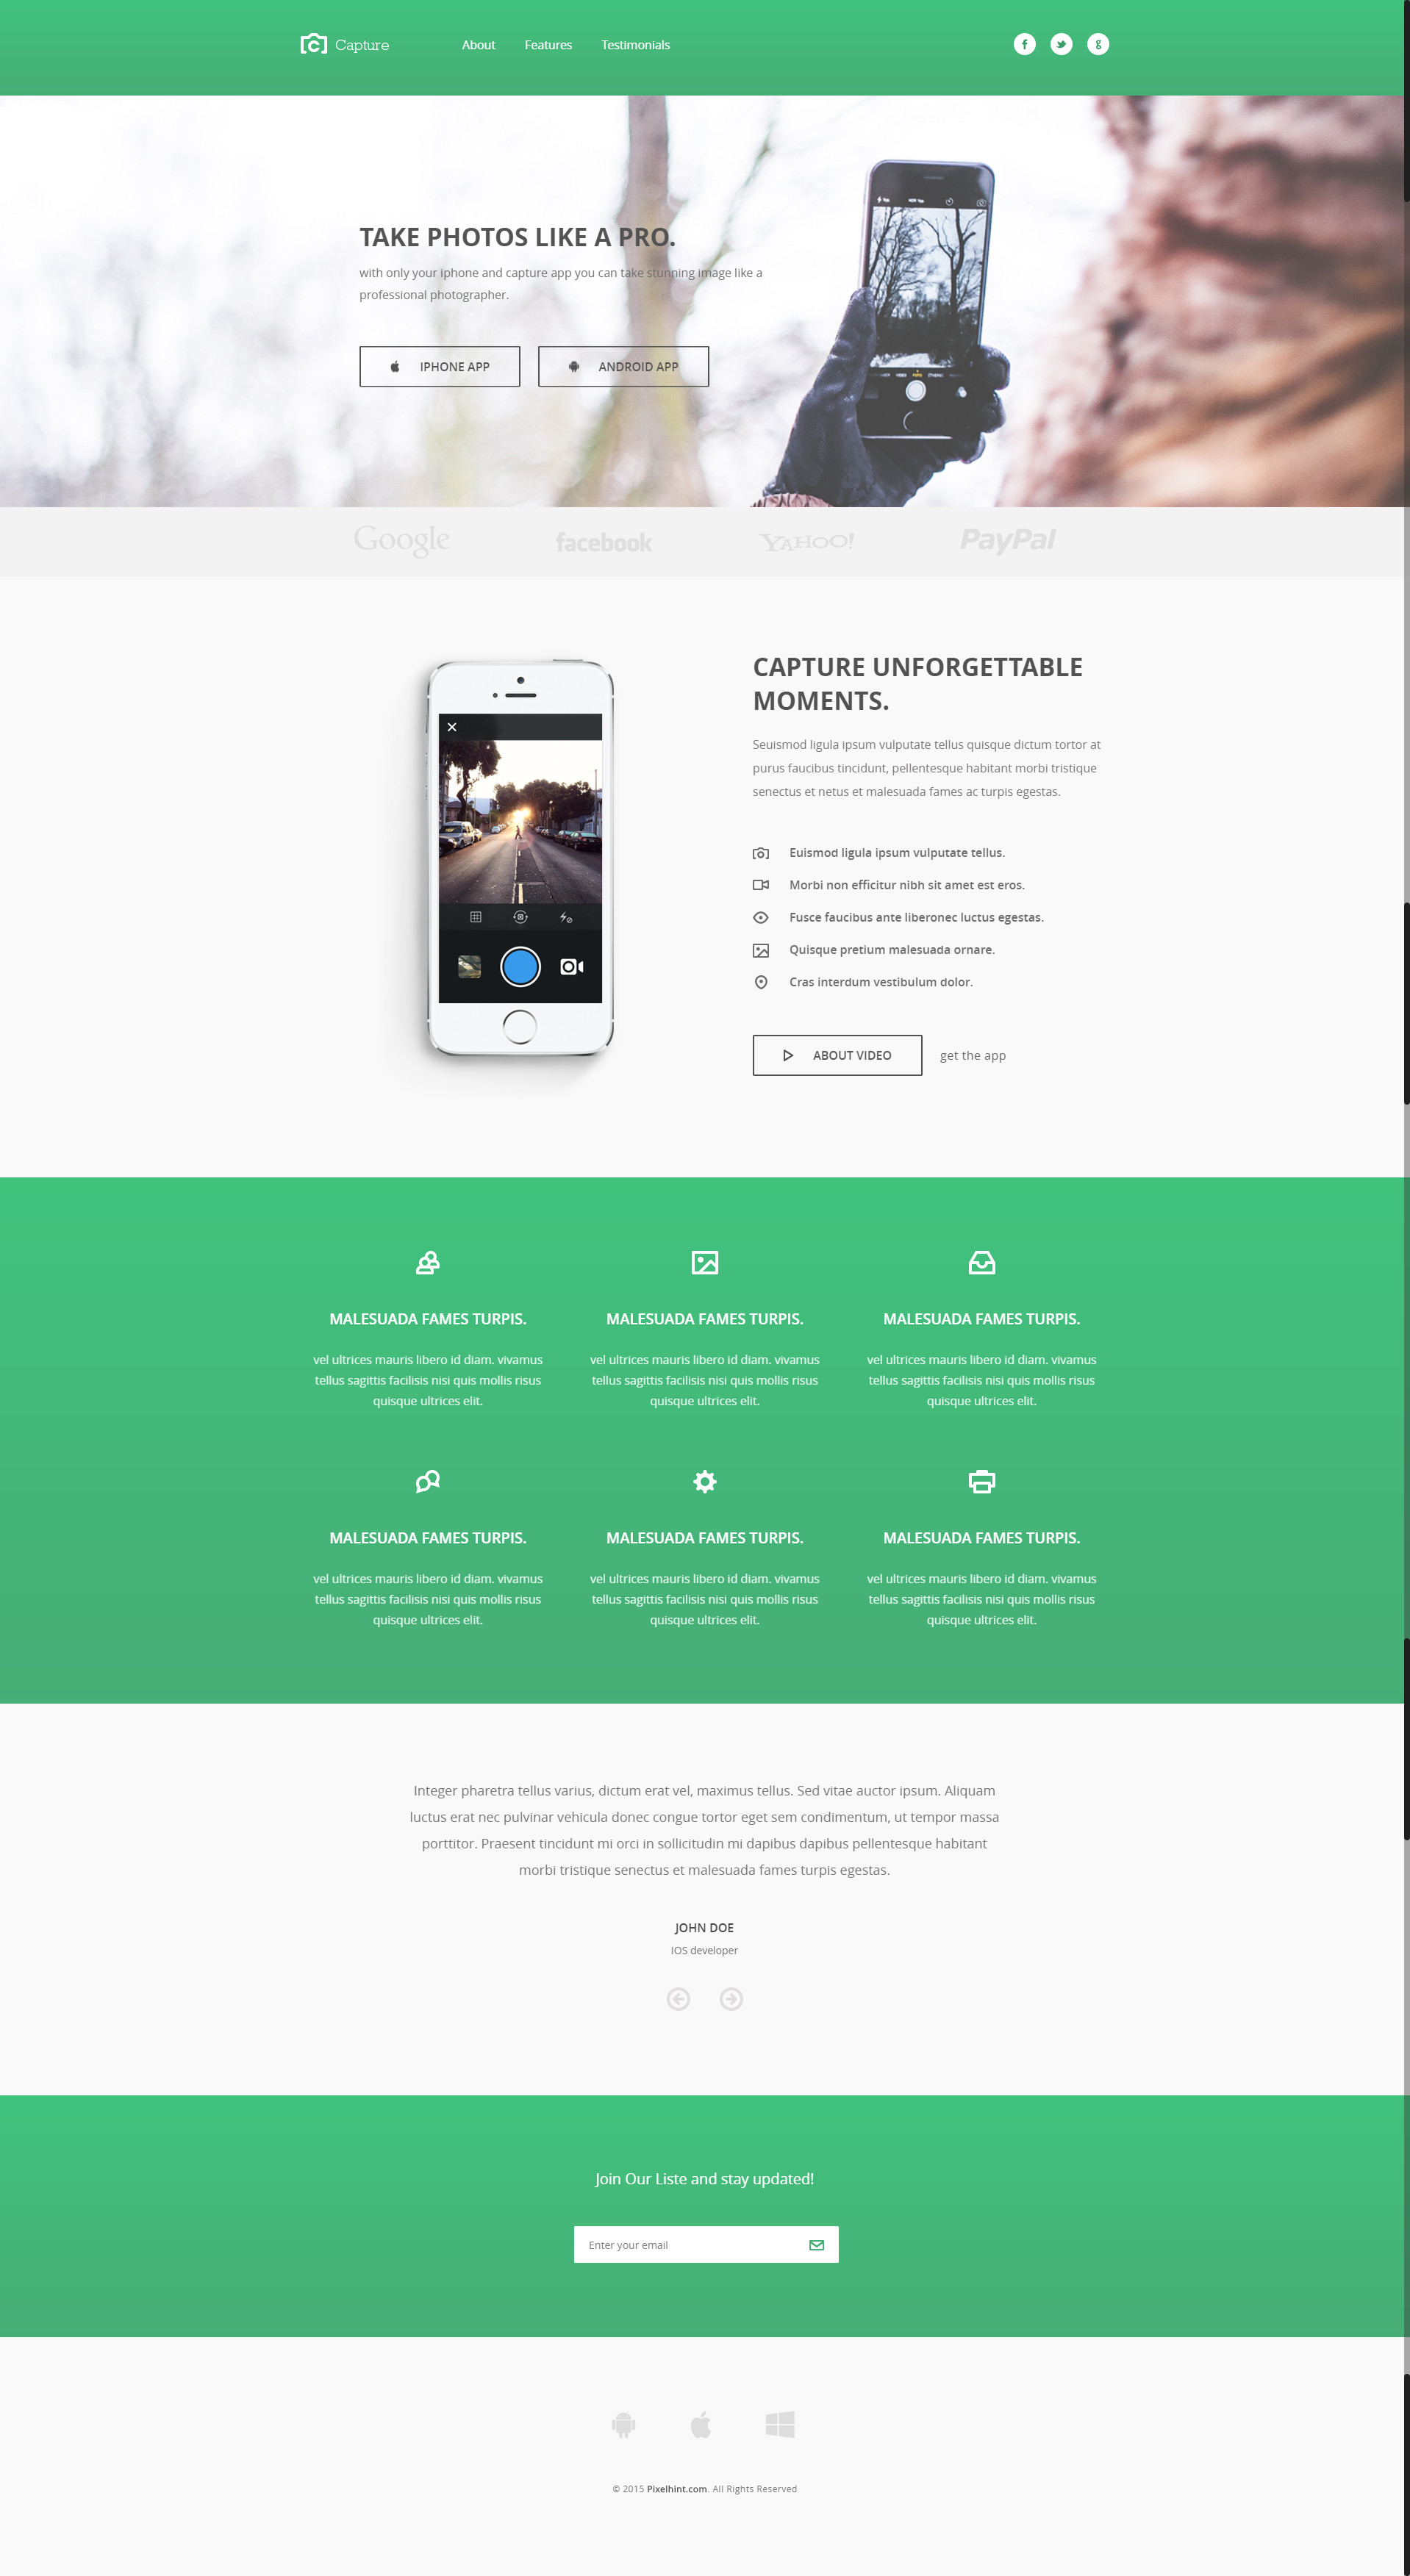 Capture
About Features Testimonials
TAKE PHOTOS LIKE A PRO.
with only your iphone and capture app you can take stunning image like a
professional photographer.
IPHONE APP ANDROID APP
Google facebook YAHOO! PayPal
CAPTURE UNFORGETTABLE
MOMENTS.
Seuismod ligula ipsum vulputate tellus quisque dictum tortor at
purus faucibus tincidunt, pellentesque habitant morbi tristique
senectus et netus et malesuada fames ac turpis egestas.
Euismod ligula ipsum vulputate tellus.
Morbi non efficitur nibh sit amet est eros.
Fusce faucibus ante liberonec luctus egestas.
Quisque pretium malesuada ornare.
Cras interdum vestibulum dolor.
ABOUT VIDEO get the app
MALESUADA FAMES TURPIS.
vel ultrices mauris libero id diam. vivamus
tellus sagittis facilisis nisi quis mollis risus
quisque ultrices elit.
MALESUADA FAMES TURPIS.
vel ultrices mauris libero id diam. vivamus
tellus sagittis facilisis nisi quis mollis risus
quisque ultrices elit.
MALESUADA FAMES TURPIS.
vel ultrices mauris libero id diam. vivamus
tellus sagittis facilisis nisi quis mollis risus
quisque ultrices elit.
MALESUADA FAMES TURPIS.
vel ultrices mauris libero id diam. vivamus
tellus sagittis facilisis nisi quis mollis risus
quisque ultrices elit.
MALESUADA FAMES TURPIS.
vel ultrices mauris libero id diam. vivamus
tellus sagittis facilisis nisi quis mollis risus
quisque ultrices elit.
MALESUADA FAMES TURPIS.
vel ultrices mauris libero id diam. vivamus
tellus sagittis facilisis nisi quis mollis risus
quisque ultrices elit.
Integer pharetra tellus varius, dictum erat vel, maximus tellus. Sed vitae auctor ipsum. Aliquam
luctus erat nec pulvinar vehicula donec congue tortor eget sem condimentum, ut tempor massa
porttitor. Praesent tincidunt mi orci in sollicitudin mi dapibus dapibus pellentesque habitant
morbi tristique senectus et malesuada fames turpis egestas.
JOHN DOE
IOS developer
Join Our Liste and stay updated!
Enter your email
© 2015 Pixelhint.com. All Rights Reserved